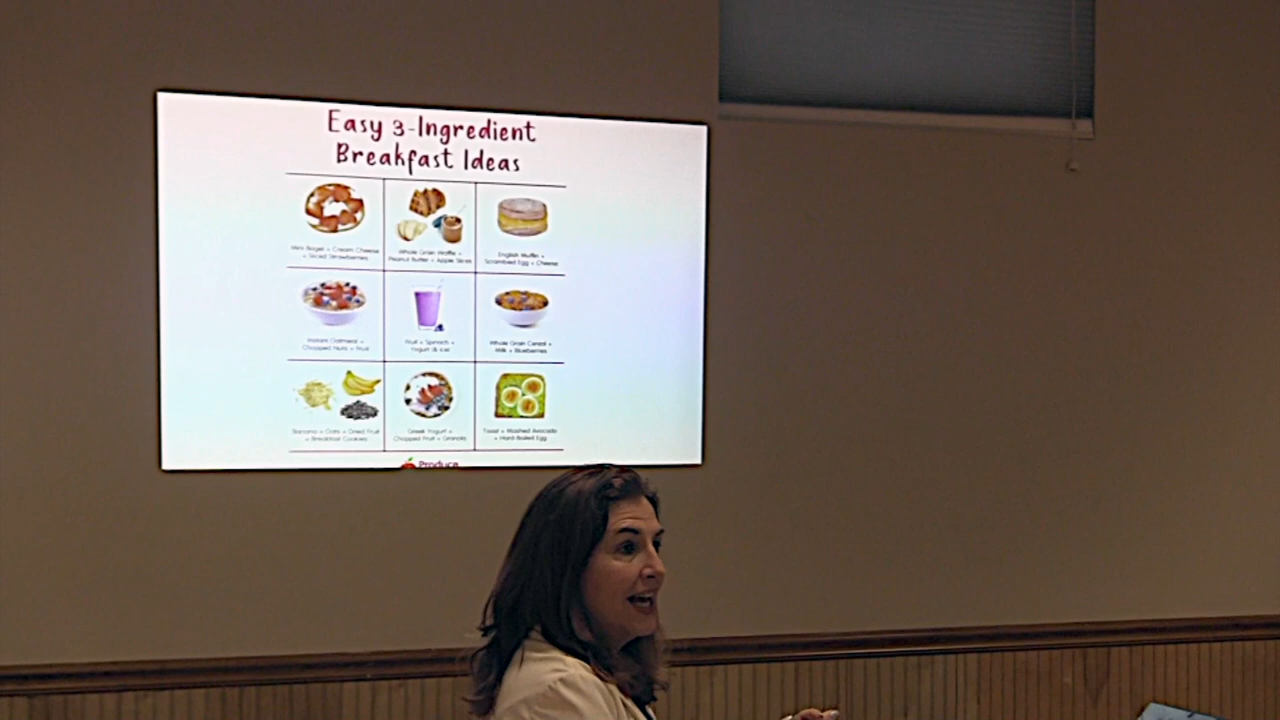 Easy 3-Ingredient
Breakfast Ideas
Mini Bagel + Cream Cheese
+ Sliced Strawberries
Whole Grain Waffle +
Peanut Butter + Apple Slices
English Muffin +
Scrambled Egg + Cheese
Instant Oatmeal +
Chopped Nuts + Fruit
Fruit + Spinach +
Yogurt (& ice)
Whole Grain Cereal +
Milk + Blueberries
Banana + Oats + Dried Fruit
= Breakfast Cookies
Greek Yogurt +
Chopped Fruit + Granola
Toast + Mashed Avocado
+ Hard-Boiled Egg
Produce